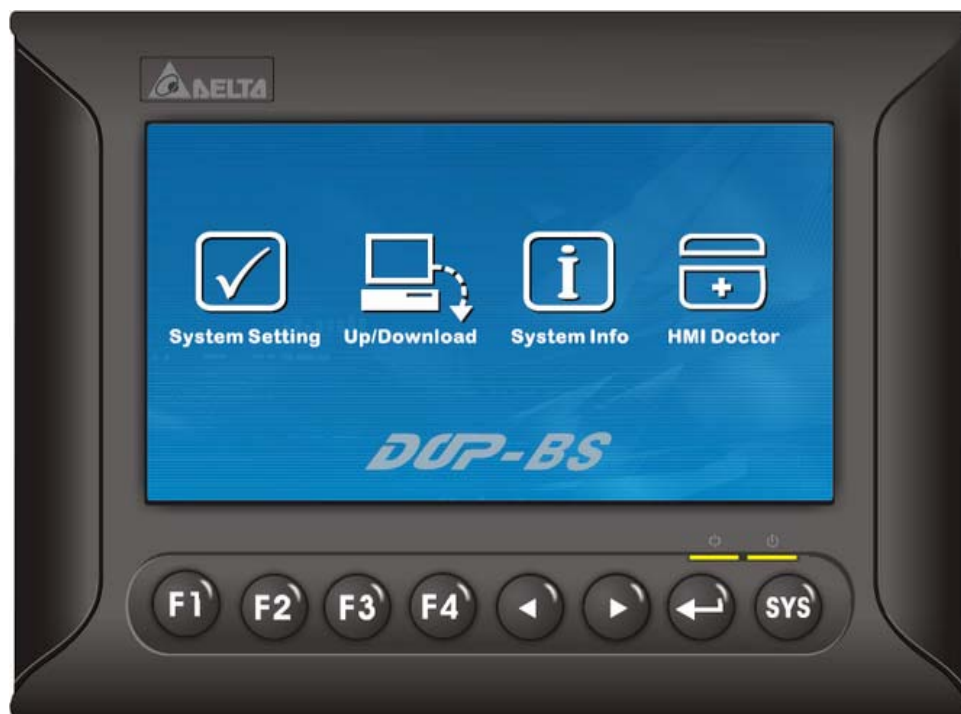 DELTA
System Setting Up/Download System Info HMI Doctor
DOP-BS
F1 F2 F3 F4 SYS